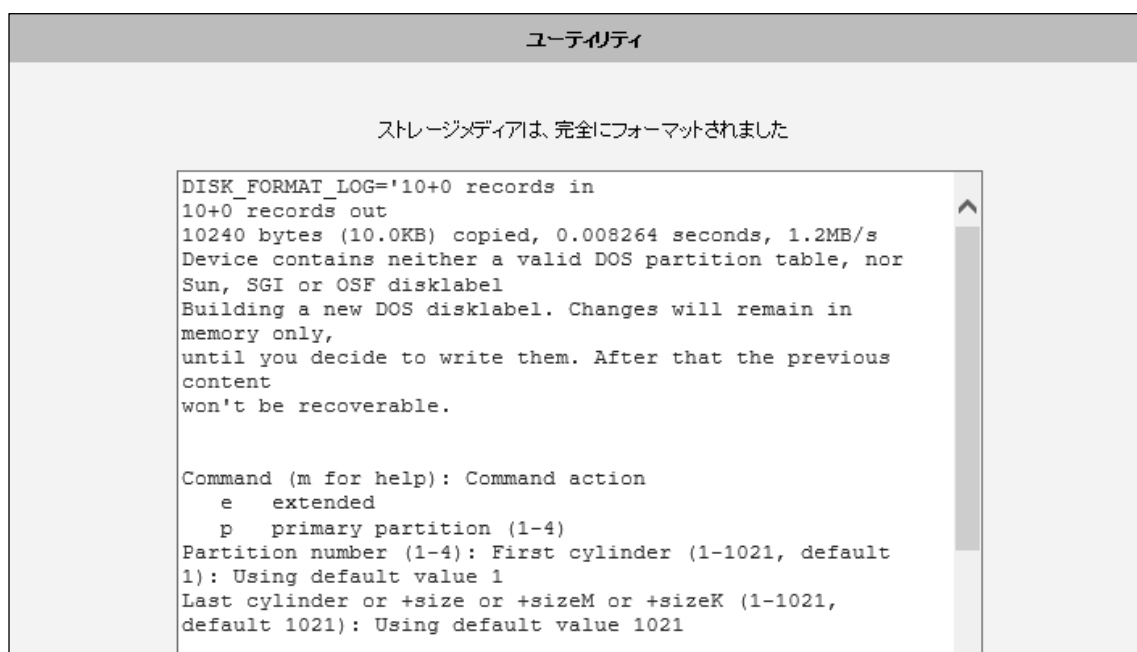 ユーティリティ
ストレージメディアは、完全にフォーマットされました
DISK_FORMAT_LOG='10+0 records in
10+0 records out
10240 bytes (10.0KB) copied, 0.008264 seconds, 1.2MB/s
Device contains neither a valid DOS partition table, nor
Sun, SGI or OSF disklabel
Building a new DOS disklabel. Changes will remain in
memory only,
until you decide to write them. After that the previous
content
won't be recoverable.
Command (m for help): Command action
e   extended
p   primary partition (1-4)
Partition number (1-4): First cylinder (1-1021, default
1): Using default value 1
Last cylinder or +size or +sizeM or +sizeK (1-1021,
default 1021): Using default value 1021